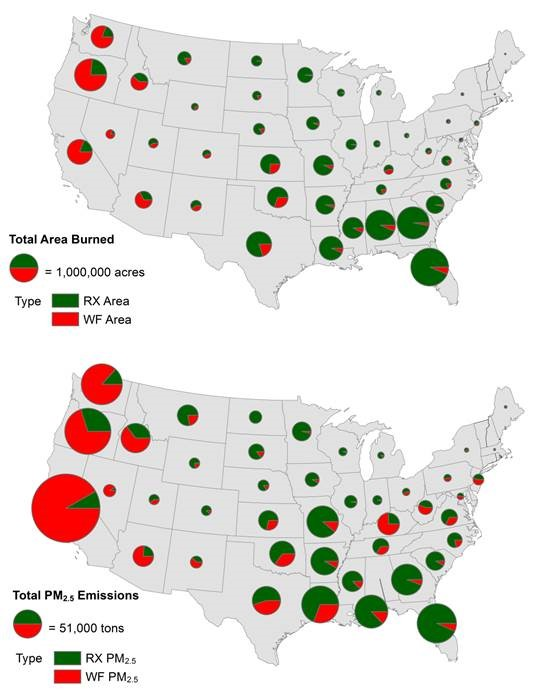 Total Area Burned
= 1,000,000 acres
Type
RX Area
WF Area
Total PM2.5 Emissions
= 51,000 tons
Type
RX PM2.5
WF PM2.5